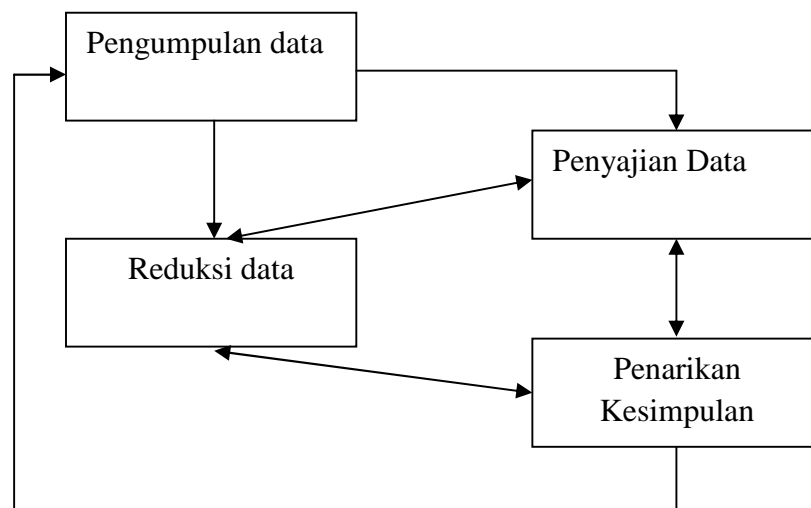 Pengumpulan data
Penyajian Data
Reduksi data
Penarikan
Kesimpulan